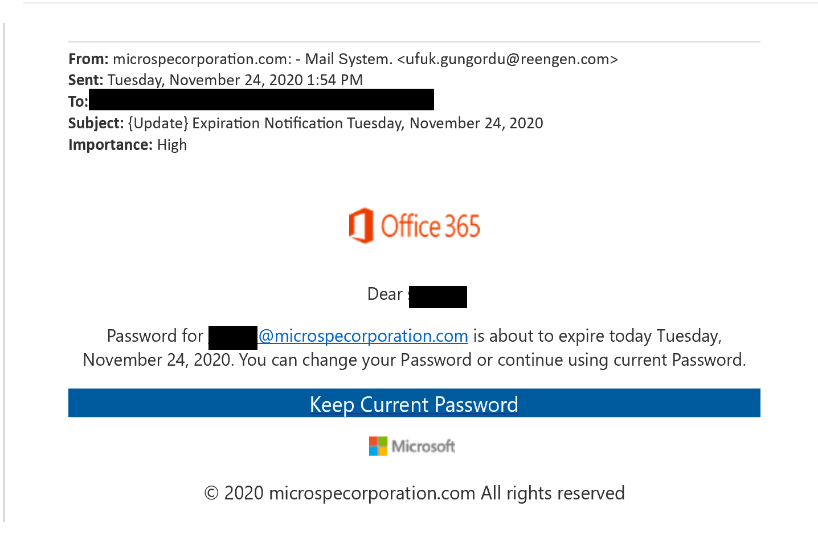 From: microspecorporation.com: - Mail System. <ufuk.gungordu@reengen.com>
Sent: Tuesday, November 24, 2020 1:54 PM
To:
Subject: {Update} Expiration Notification Tuesday, November 24, 2020
Importance: High
Office 365
Dear
Password for @microspecorporation.com is about to expire today Tuesday,
November 24, 2020. You can change your Password or continue using current Password.
Keep Current Password
Microsoft
© 2020 microspecorporation.com All rights reserved